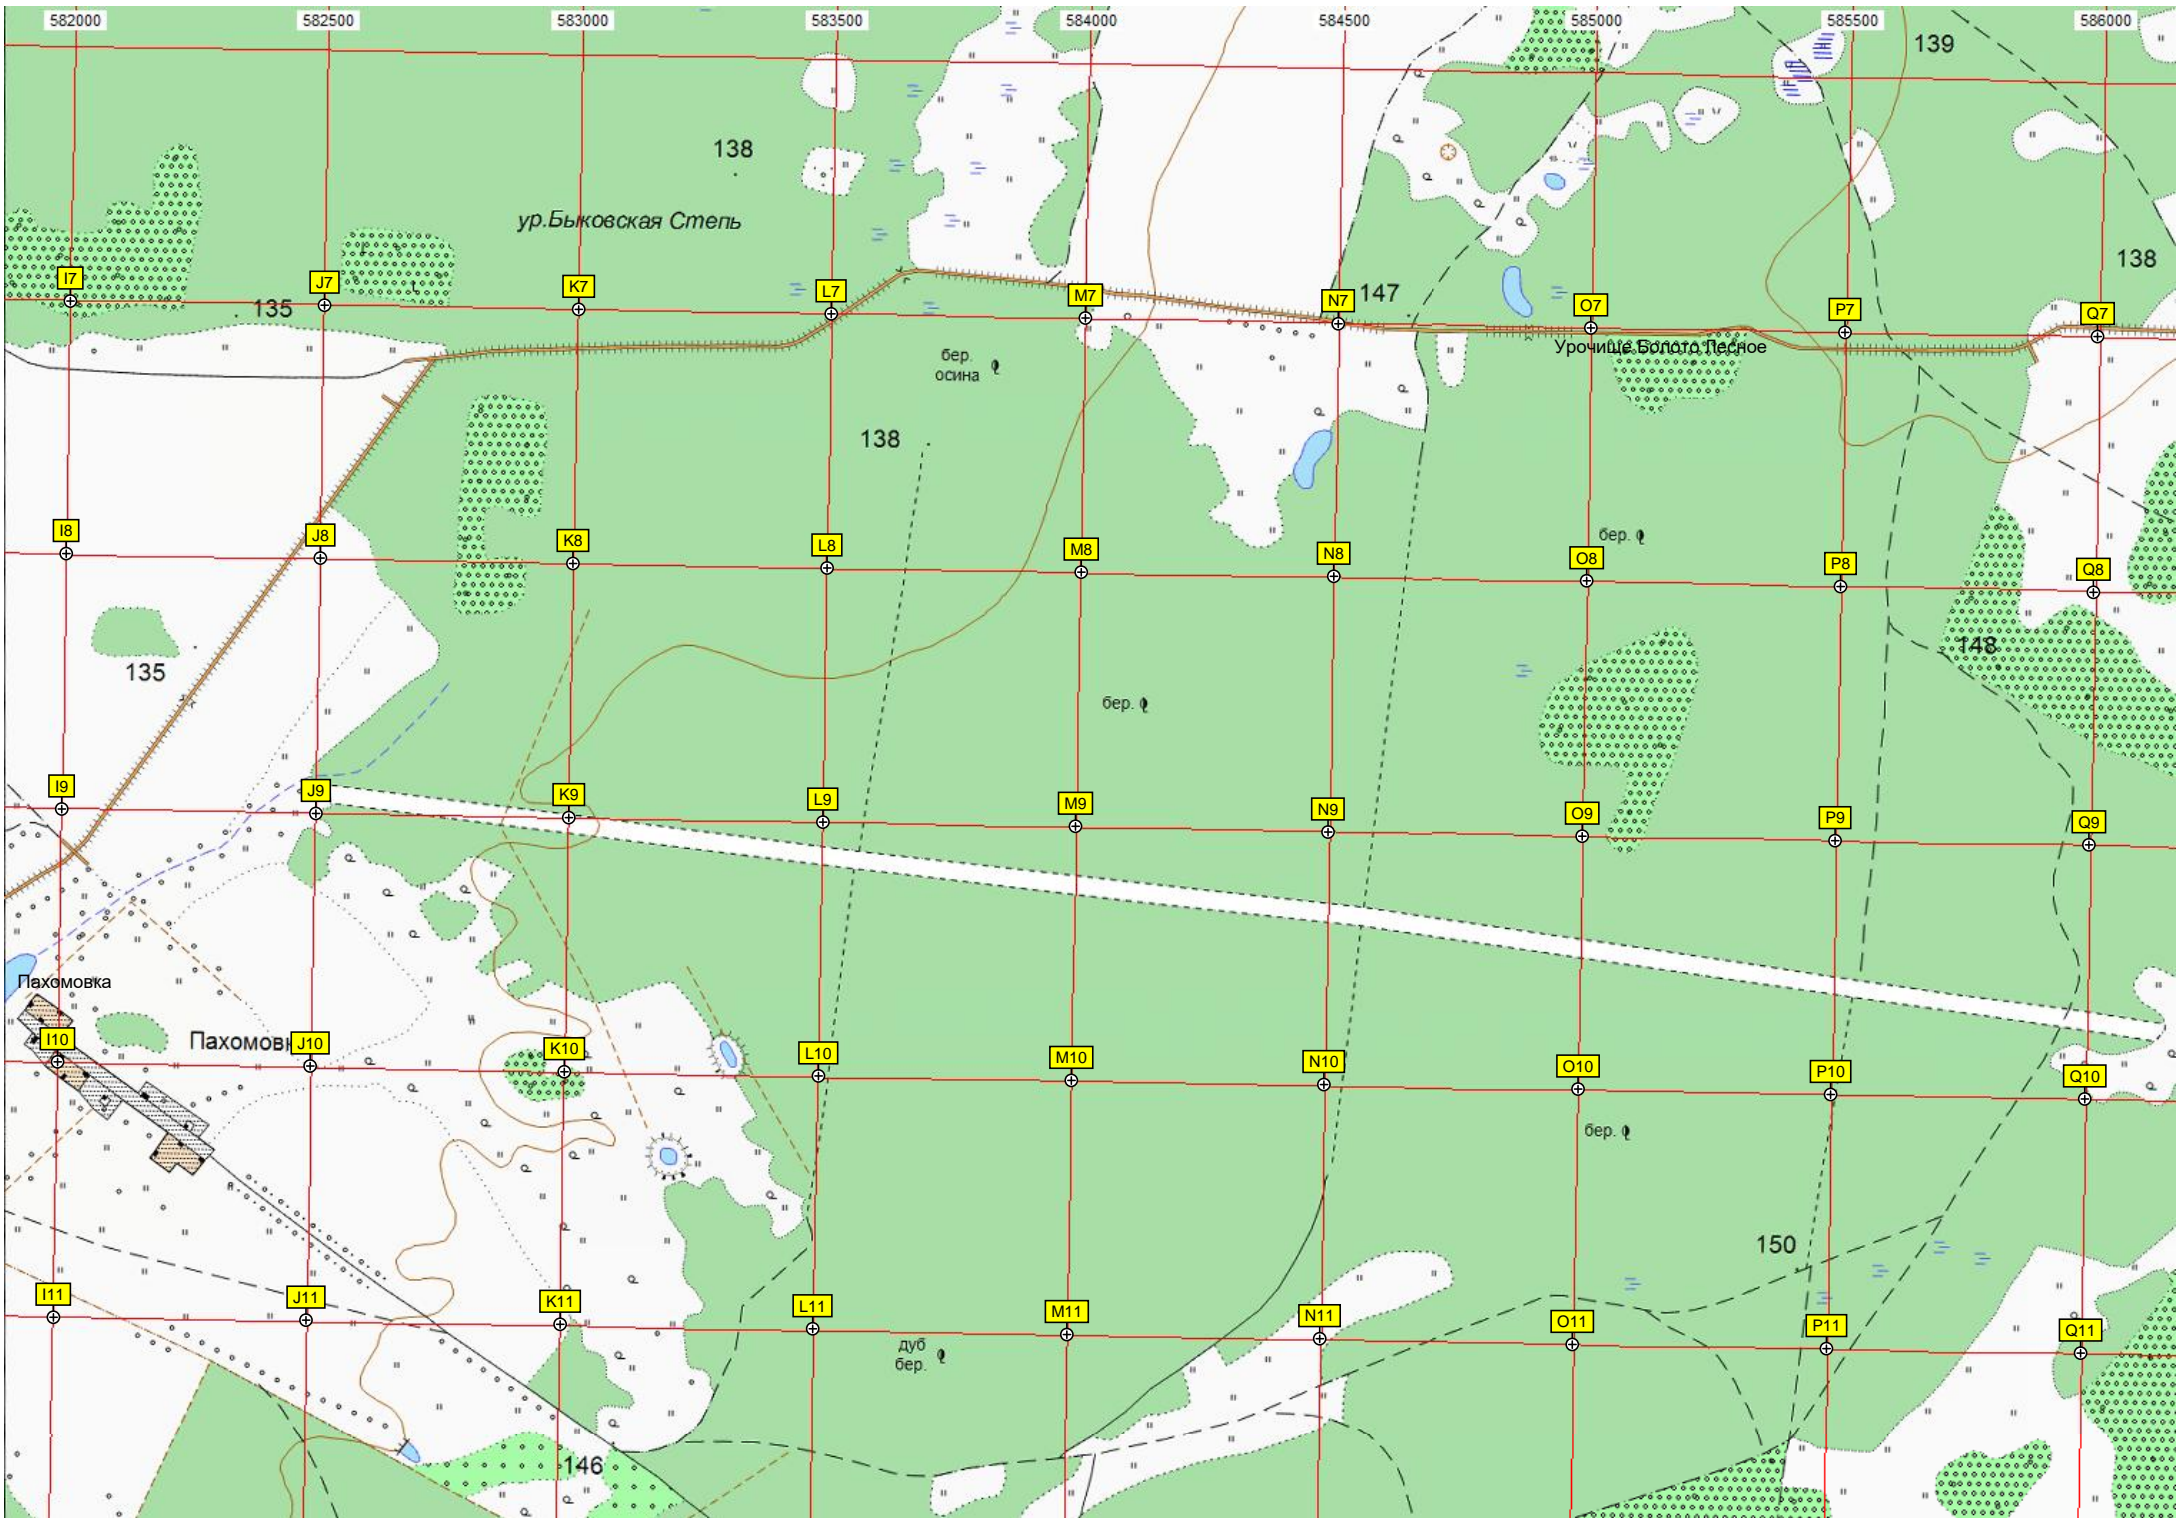 582000 582500 583000 583500 584000 584500 585000 585500 586000
139
138
ур.Быковская Степь
138
I7 J7 K7 L7 M7 N7 O7 P7 Q7
135
147
Урочище Болото Лесное
бер.
осина
138
бер.
I8 J8 K8 L8 M8 N8 O8 P8 Q8
135
148
бер.
I9 J9 K9 L9 M9 N9 O9 P9 Q9
Пахомовка
Пахомовк
I10 J10 K10 L10 M10 N10 O10 P10 Q10
бер.
150
I11 J11 K11 L11 M11 N11 O11 P11 Q11
дуб
бер.
146